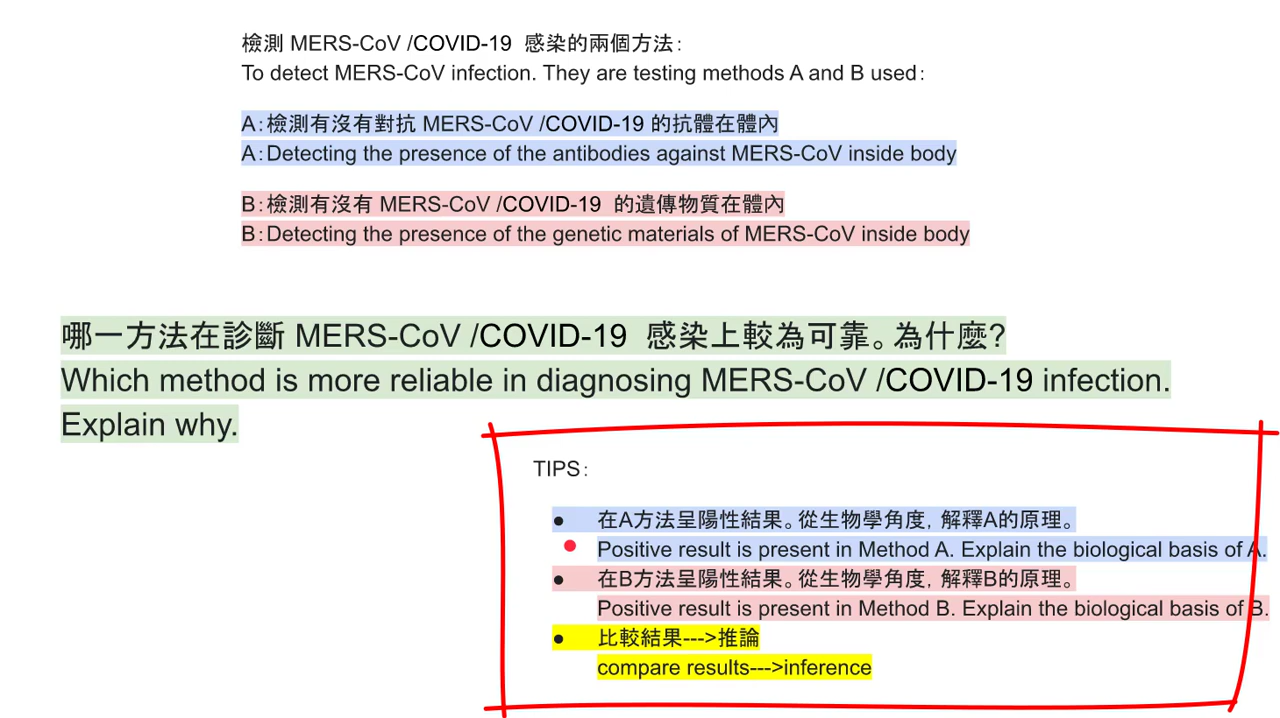 檢測 MERS-CoV /COVID-19 感染的兩個方法：
To detect MERS-CoV infection. They are testing methods A and B used：
A：檢測有沒有對抗 MERS-CoV /COVID-19 的抗體在體內
A：Detecting the presence of the antibodies against MERS-CoV inside body
B：檢測有沒有 MERS-CoV /COVID-19 的遺傳物質在體內
B：Detecting the presence of the genetic materials of MERS-CoV inside body
哪一方法在診斷 MERS-CoV /COVID-19 感染上較為可靠。為什麼?
Which method is more reliable in diagnosing MERS-CoV /COVID-19 infection.
Explain why.
TIPS：
● 在A方法呈陽性結果。從生物學角度，解釋A的原理。
Positive result is present in Method A. Explain the biological basis of A.
● 在B方法呈陽性結果。從生物學角度，解釋B的原理。
Positive result is present in Method B. Explain the biological basis of B.
● 比較結果--->推論
compare results--->inference